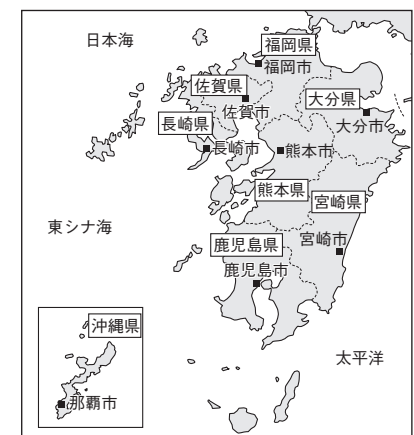 日本海
福岡県
福岡市
佐賀県
佐賀市
大分県
大分市
長崎県
長崎市
熊本市
熊本県
宮崎県
東シナ海
鹿児島県
宮崎市
鹿児島市
沖縄県
太平洋
那覇市